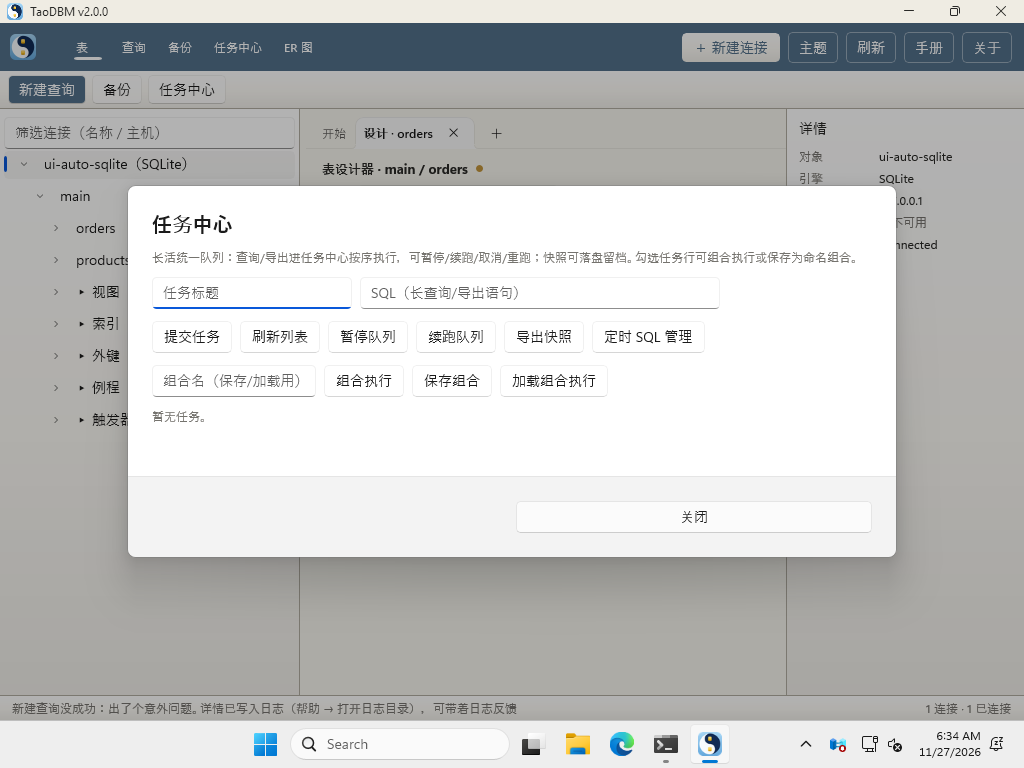 TaoDBM v2.0.0
表 查询 备份 任务中心 ER 图 + 新建连接 主题 刷新 手册 关于
新建查询 备份 任务中心
筛选连接（名称 / 主机）
ui-auto-sqlite（SQLite）
main
orders
products
视图
索引
外键
例程
触发器
开始 设计 · orders
表设计器 · main / orders
详情
对象 ui-auto-sqlite
引擎 SQLite
.0.0.1
不可用
nnected
任务中心
长活统一队列：查询/导出进任务中心按序执行，可暂停/续跑/取消/重跑；快照可落盘留档。勾选任务行可组合执行或保存为命名组合。
任务标题 SQL（长查询/导出语句）
提交任务 刷新列表 暂停队列 续跑队列 导出快照 定时 SQL 管理
组合名（保存/加载用） 组合执行 保存组合 加载组合执行
暂无任务。
关闭
新建查询没成功：出了个意外问题。详情已写入日志（帮助 → 打开日志目录），可带着日志反馈 1 连接 · 1 已连接
Search
6:34 AM
11/27/2026